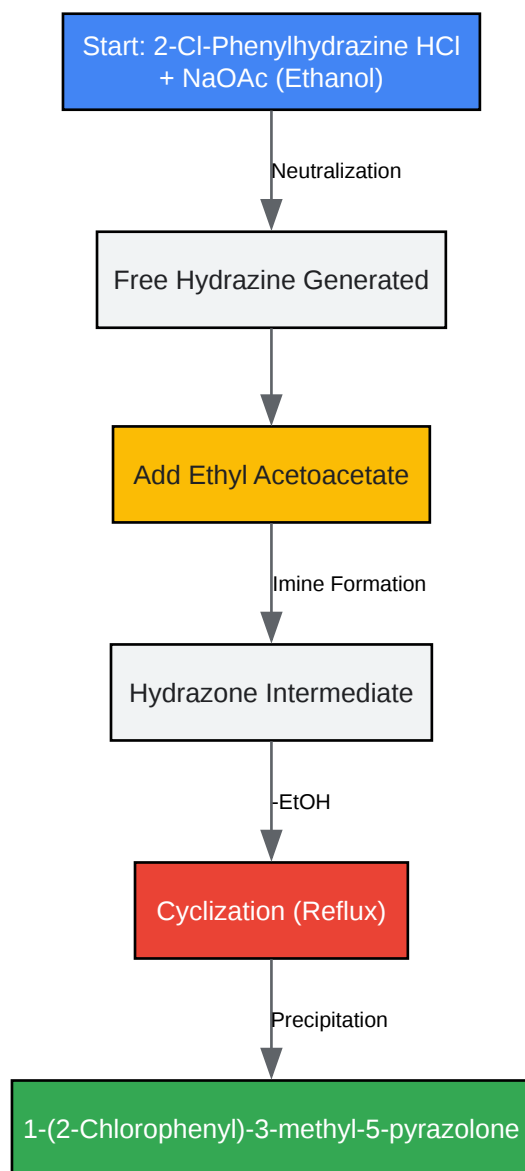 Start: 2-Cl-Phenylhydrazine HCl
+ NaOAc (Ethanol)
Neutralization
Free Hydrazine Generated
Add Ethyl Acetoacetate
Imine Formation
Hydrazone Intermediate
-EtOH
Cyclization (Reflux)
Precipitation
1-(2-Chlorophenyl)-3-methyl-5-pyrazolone